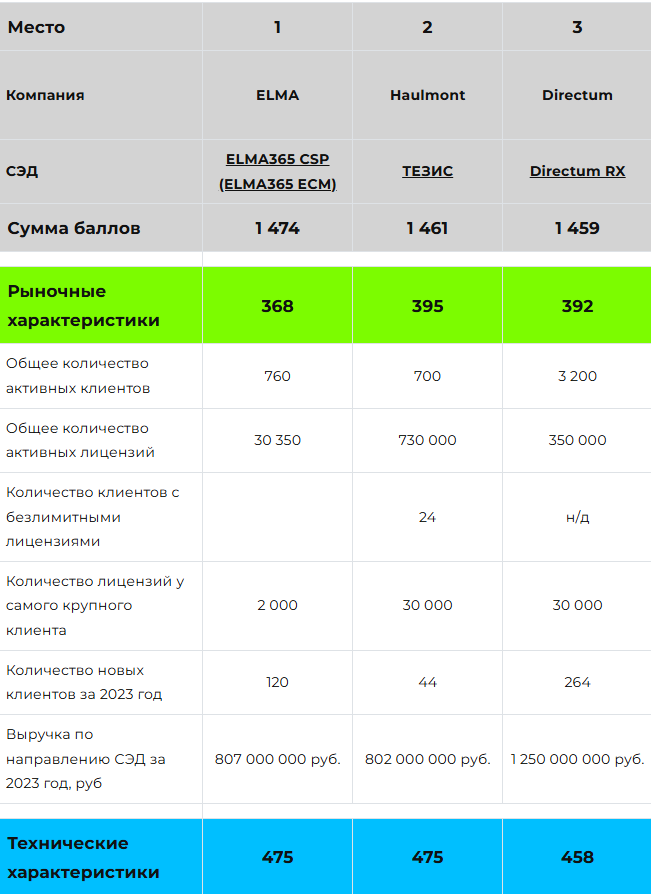 Место 1 2 3
Компания ELMA Haulmont Directum
СЭД ELMA365 CSP (ELMA365 ECM) ТЕЗИС Directum RX
Сумма баллов 1 474 1 461 1 459
Рыночные
характеристики 368 395 392
Общее количество
активных клиентов 760 700 3 200
Общее количество
активных лицензий 30 350 730 000 350 000
Количество клиентов с
безлимитными
лицензиями 24 н/д
Количество лицензий у
самого крупного
клиента 2 000 30 000 30 000
Количество новых
клиентов за 2023 год 120 44 264
Выручка по
направлению СЭД за
2023 год, руб 807 000 000 руб. 802 000 000 руб. 1 250 000 000 руб.
Технические
характеристики 475 475 458